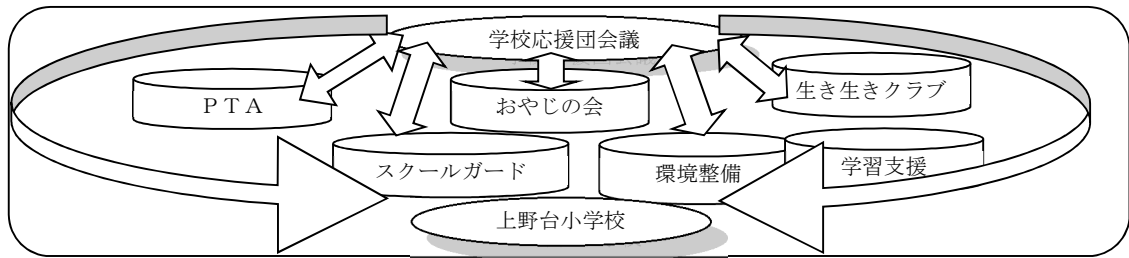 学校応援団会議
ＰＴＡ
おやじの会
生き生きクラブ
スクールガード
環境整備
学習支援
上野台小学校